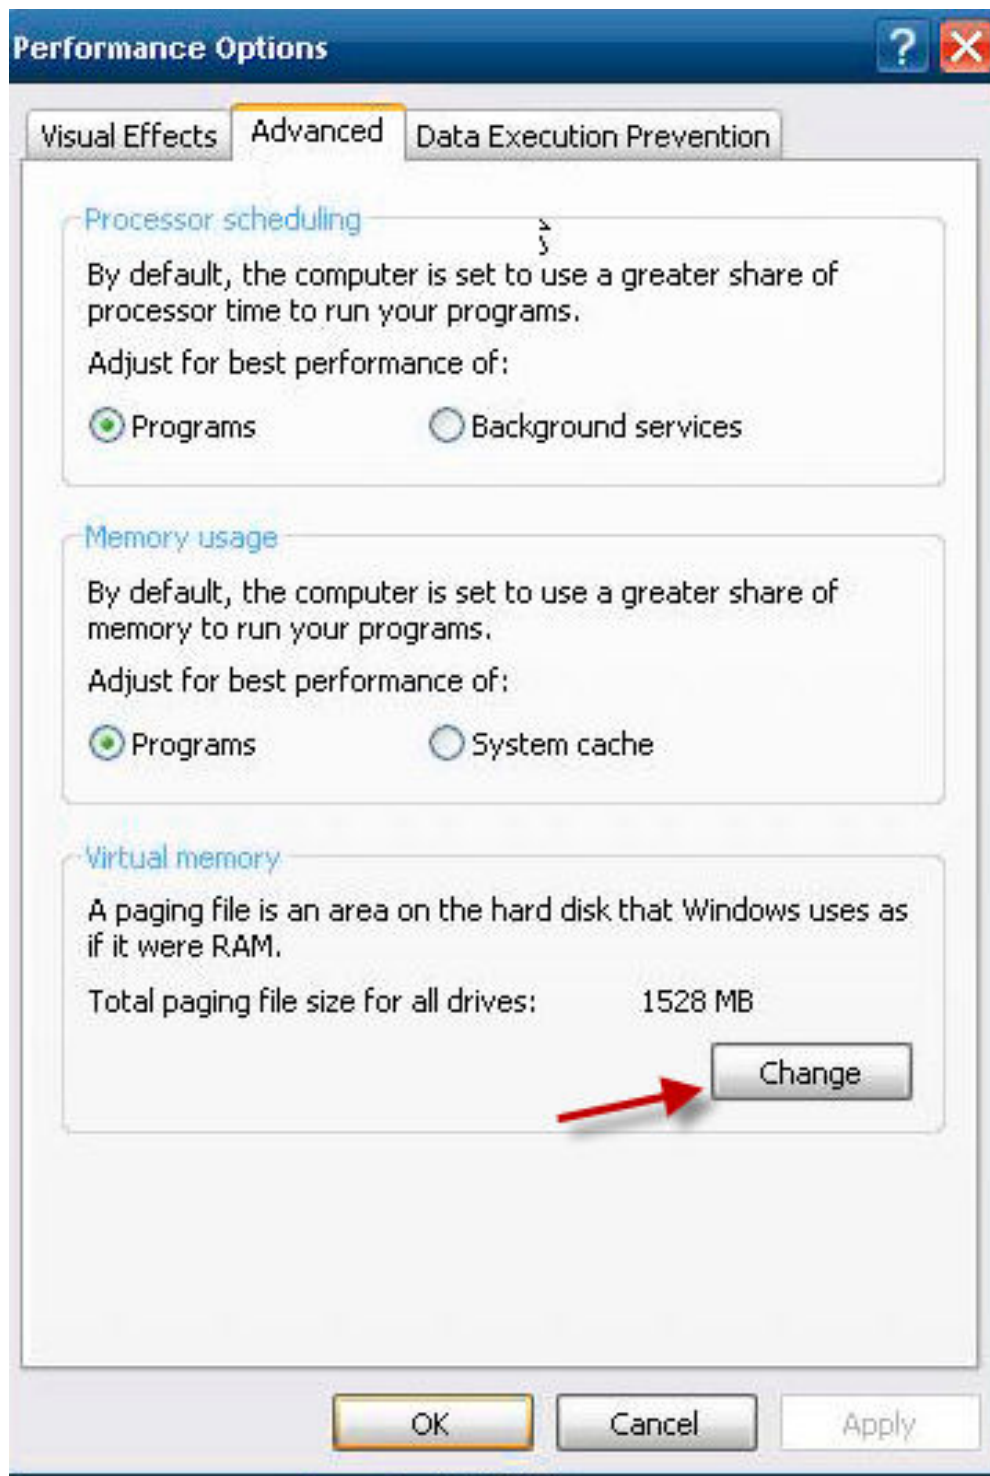 Performance Options
?
Visual Effects Advanced Data Execution Prevention
Processor scheduling
By default, the computer is set to use a greater share of
processor time to run your programs.
Adjust for best performance of:
Programs Background services
Memory usage
By default, the computer is set to use a greater share of
memory to run your programs.
Adjust for best performance of:
Programs System cache
Virtual memory
A paging file is an area on the hard disk that Windows uses as
if it were RAM.
Total paging file size for all drives: 1528 MB
Change
OK Cancel Apply